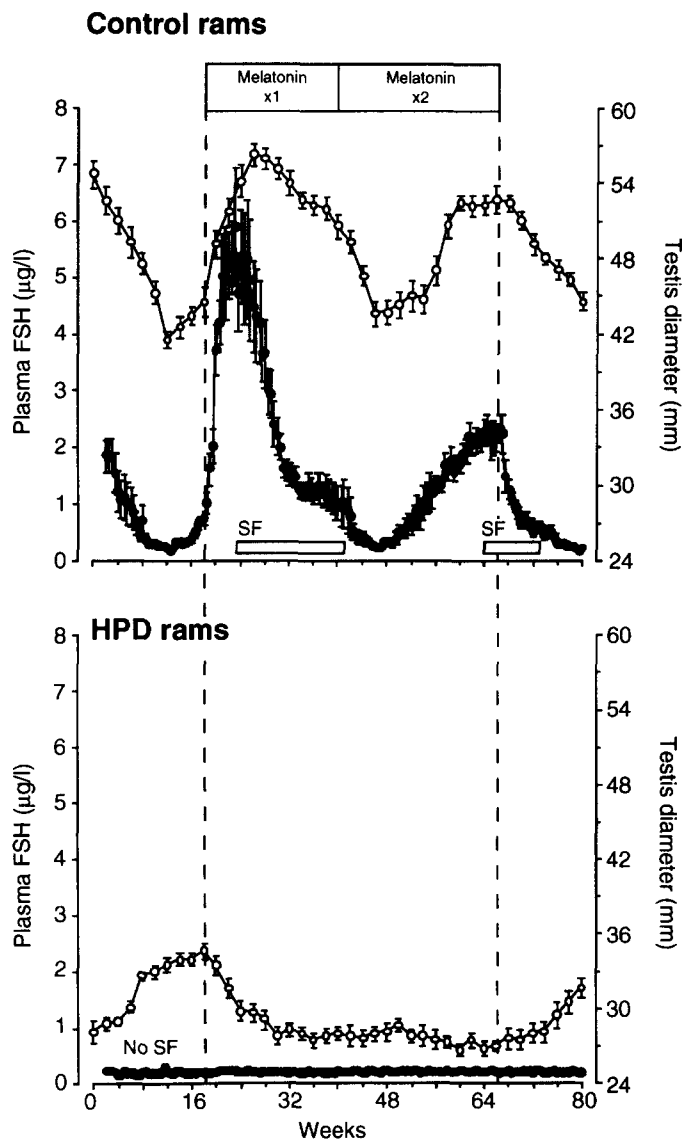 Control rams
Melatonin x1
Melatonin x2
8
7
6
5
4
3
2
1
0
Plasma FSH (µg/l)
60
54
48
42
36
30
24
Testis diameter (mm)
SF
SF
HPD rams
8
7
6
5
4
3
2
1
0
Plasma FSH (µg/l)
60
54
48
42
36
30
24
Testis diameter (mm)
No SF
0 16 32 48 64 80
Weeks